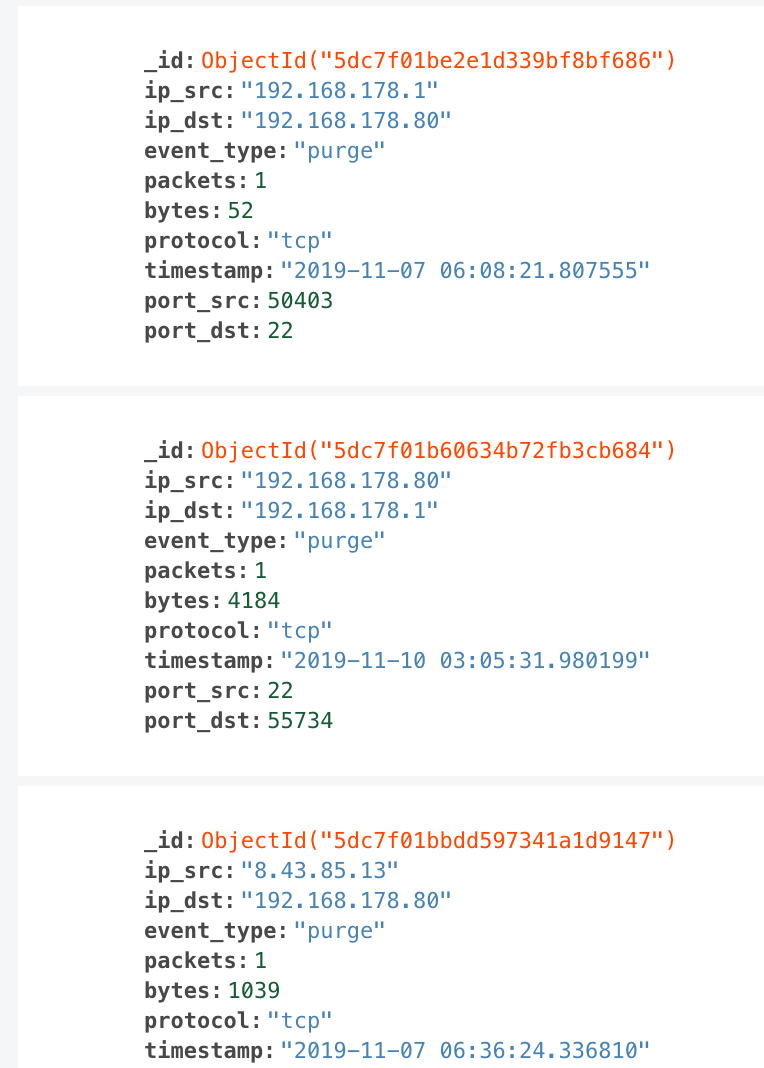 _id: ObjectId("5dc7f01be2e1d339bf8bf686")
ip_src: "192.168.178.1"
ip_dst: "192.168.178.80"
event_type: "purge"
packets: 1
bytes: 52
protocol: "tcp"
timestamp: "2019-11-07 06:08:21.807555"
port_src: 50403
port_dst: 22
_id: ObjectId("5dc7f01b60634b72fb3cb684")
ip_src: "192.168.178.80"
ip_dst: "192.168.178.1"
event_type: "purge"
packets: 1
bytes: 4184
protocol: "tcp"
timestamp: "2019-11-10 03:05:31.980199"
port_src: 22
port_dst: 55734
_id: ObjectId("5dc7f01bbdd597341a1d9147")
ip_src: "8.43.85.13"
ip_dst: "192.168.178.80"
event_type: "purge"
packets: 1
bytes: 1039
protocol: "tcp"
timestamp: "2019-11-07 06:36:24.336810"